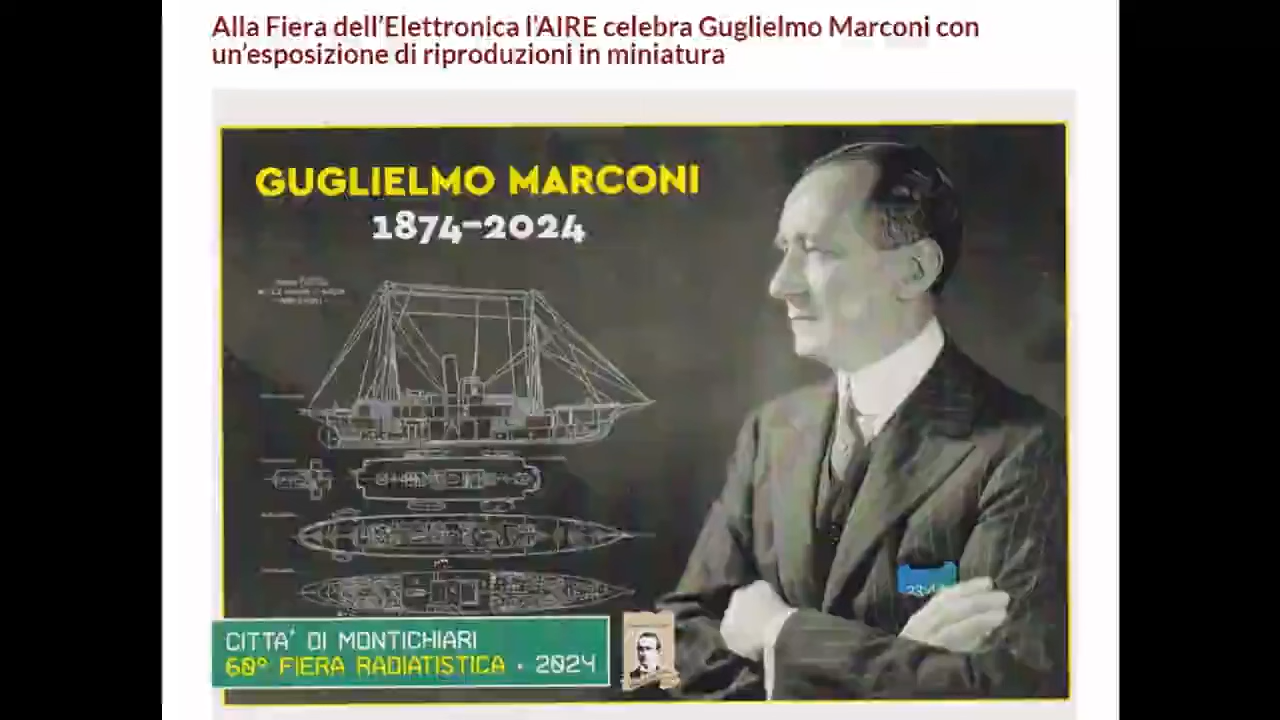 Alla Fiera dell'Elettronica l'AIRE celebra Guglielmo Marconi con
un'esposizione di riproduzioni in miniatura
GUGLIELMO MARCONI
1874-2024
CITTA' DI MONTICHIARI
60° FIERA RADIATISTICA · 2024